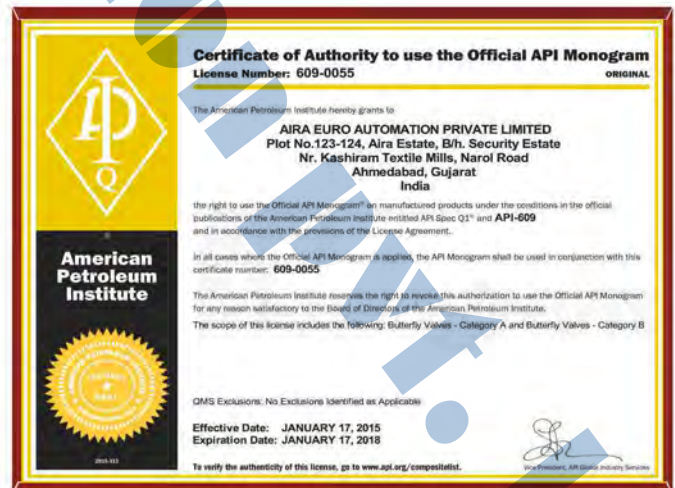 Certificate of Authority to use the Official API Monogram
License Number: 609-0055
ORIGINAL
The American Petroleum Institute hereby grants to
AIRA EURO AUTOMATION PRIVATE LIMITED
Plot No.123-124, Aira Estate, B/h. Security Estate
Nr. Kashiram Textile Mills, Narol Road
Ahmedabad, Gujarat
India
the right to use the Official API Monogram® on manufactured products under the conditions in the official
publications of the American Petroleum Institute entitled API Spec Q1® and API-609
and in accordance with the provisions of the License Agreement.
In all cases where the Official API Monogram is applied, the API Monogram shall be used in conjunction with this
certificate number: 609-0055
The American Petroleum Institute reserves the right to revoke this authorization to use the Official API Monogram
for any reason satisfactory to the Board of Directors of the American Petroleum Institute.
The scope of this license includes the following: Butterfly Valves - Category A and Butterfly Valves - Category B
QMS Exclusions: No Exclusions Identified as Applicable
Effective Date: JANUARY 17, 2015
Expiration Date: JANUARY 17, 2018
To verify the authenticity of this license, go to www.api.org/compositelist.
Vice President, API Global Industry Services
API
Q
American
Petroleum
Institute